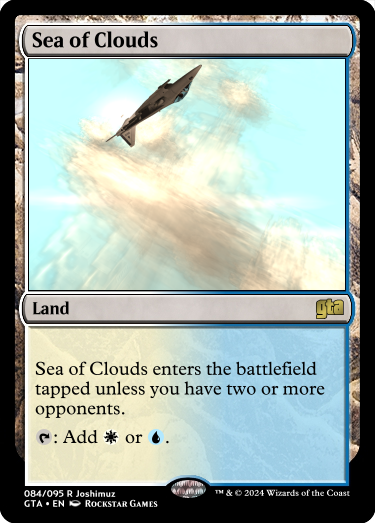 Sea of Clouds
Land
gta
Sea of Clouds enters the battlefield
tapped unless you have two or more
opponents.
: Add or .
084/095 R Joshimuz
GTA • EN Rockstar Games
™ & © 2024 Wizards of the Coast